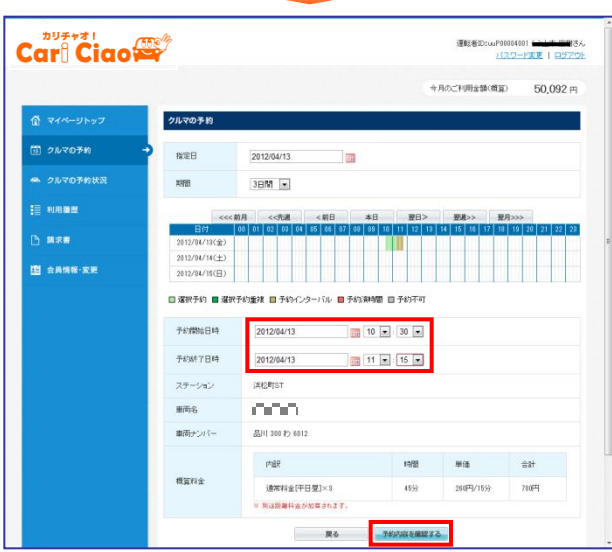 カリチャオ!
Cari Ciao
運転者ID:uuP00004001
さん
パスワード変更 | ログアウト
今月のご利用金額(概算) 50,092 円
マイページトップ
クルマの予約
クルマの予約状況
利用履歴
請求書
会員情報・変更
クルマの予約
指定日 2012/04/13
期間 3日間
<<<前月 <<先週 <前日 本日 翌日> 翌週>> 翌月>>>
日付 00 01 02 03 04 05 06 07 08 09 10 11 12 13 14 15 16 17 18 19 20 21 22 23
2012/04/13(金)
2012/04/14(土)
2012/04/15(日)
選択予約 選択予約重複 予約インターバル 予約済時間 予約不可
予約開始日時 2012/04/13 10 : 30
予約終了日時 2012/04/13 11 : 15
ステーション 浜松町ST
車両名
車両ナンバー 品川 300 わ 6012
概算料金
内訳 時間 単価 合計
通常料金[平日昼]×3 45分 260円/15分 780円
※ 別途距離料金が加算されます。
戻る 予約内容を確認する